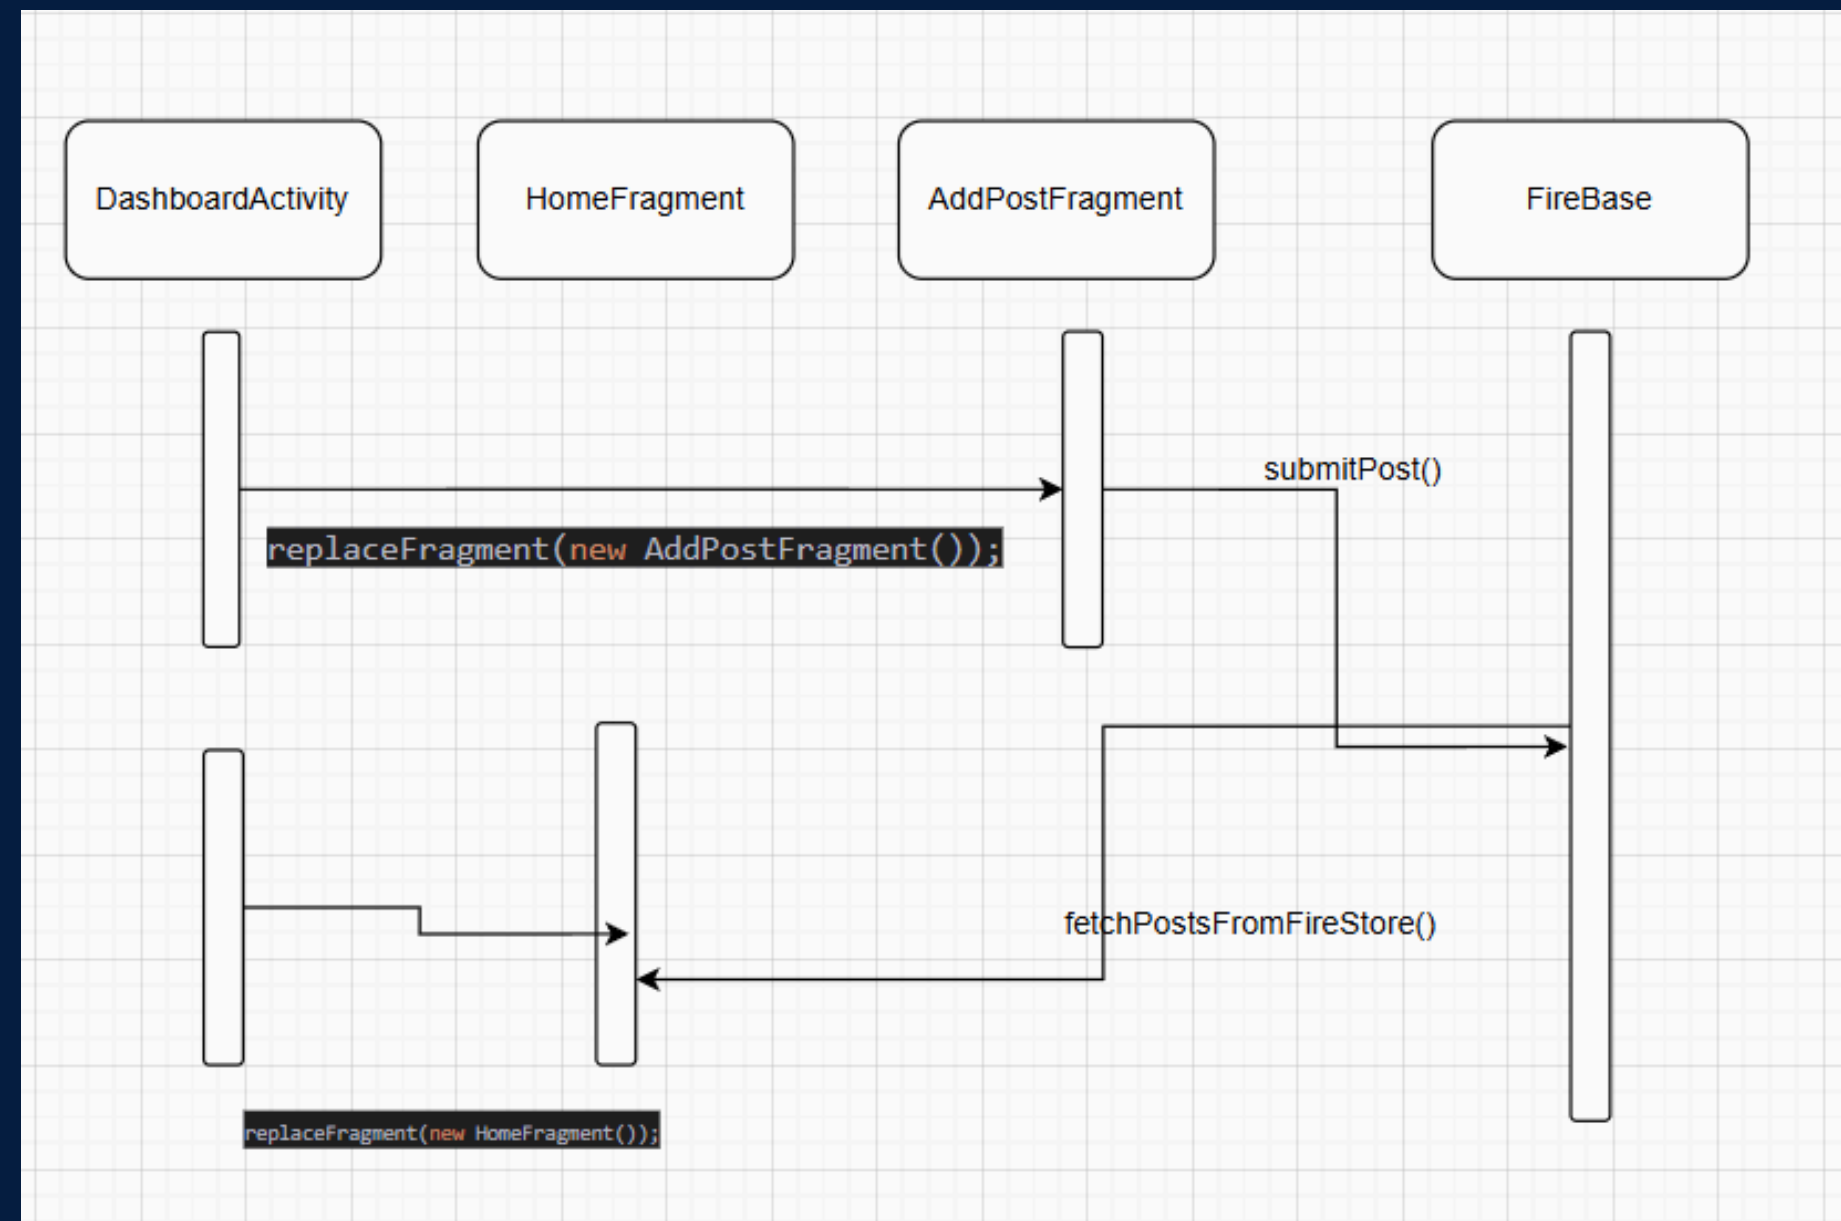 DashboardActivity
HomeFragment
AddPostFragment
FireBase
submitPost()
replaceFragment(new AddPostFragment());
fetchPostsFromFireStore()
replaceFragment(new HomeFragment());